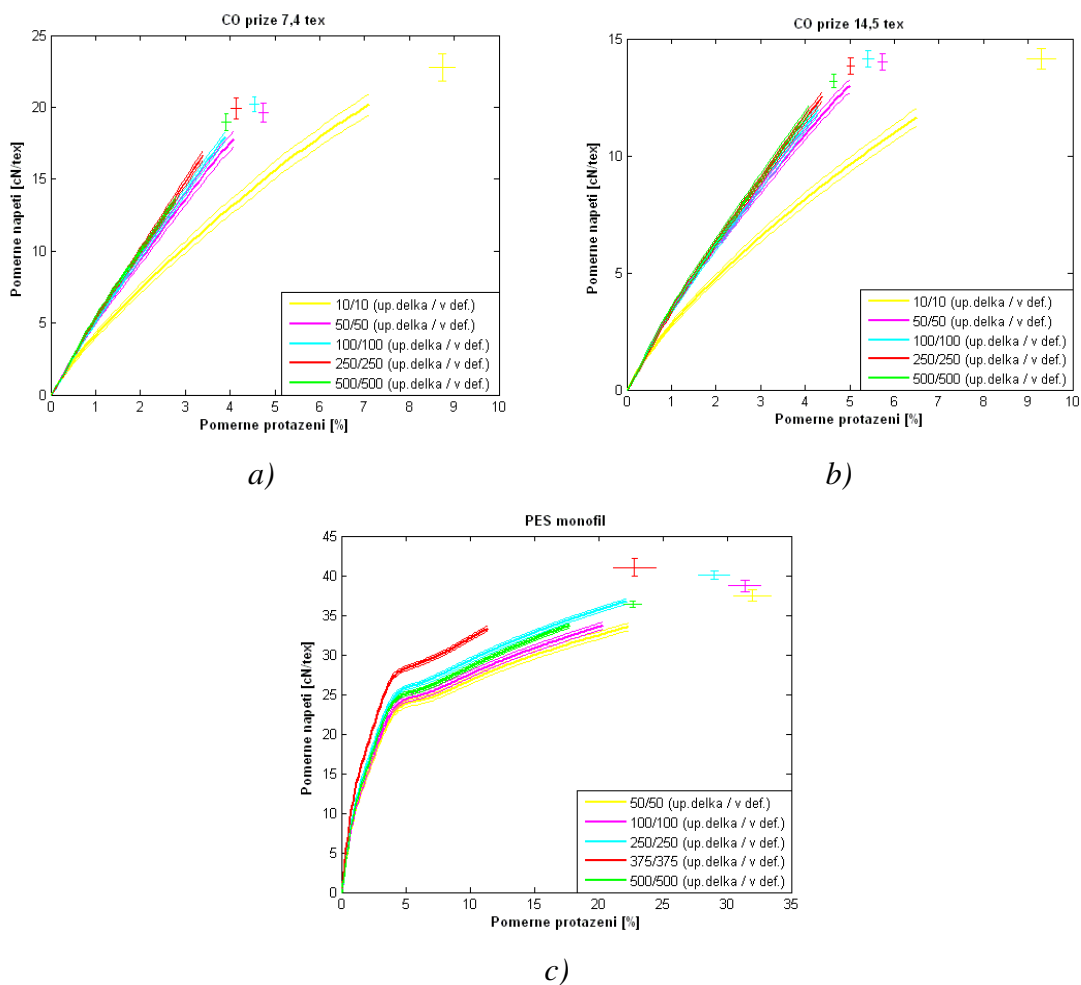 CO prize 7,4 tex
25
20
15
10
5
0
Pomerne napeti [cN/tex]
10/10 (up.delka / v def.)
50/50 (up.delka / v def.)
100/100 (up.delka / v def.)
250/250 (up.delka / v def.)
500/500 (up.delka / v def.)
0 1 2 3 4 5 6 7 8 9 10
Pomerne protazeni [%]
a)
CO prize 14,5 tex
15
10
5
0
Pomerne napeti [cN/tex]
10/10 (up.delka / v def.)
50/50 (up.delka / v def.)
100/100 (up.delka / v def.)
250/250 (up.delka / v def.)
500/500 (up.delka / v def.)
0 1 2 3 4 5 6 7 8 9 10
Pomerne protazeni [%]
b)
PES monofil
45
40
35
30
25
20
15
10
5
0
Pomerne napeti [cN/tex]
50/50 (up.delka / v def.)
100/100 (up.delka / v def.)
250/250 (up.delka / v def.)
375/375 (up.delka / v def.)
500/500 (up.delka / v def.)
0 5 10 15 20 25 30 35
Pomerne protazeni [%]
c)